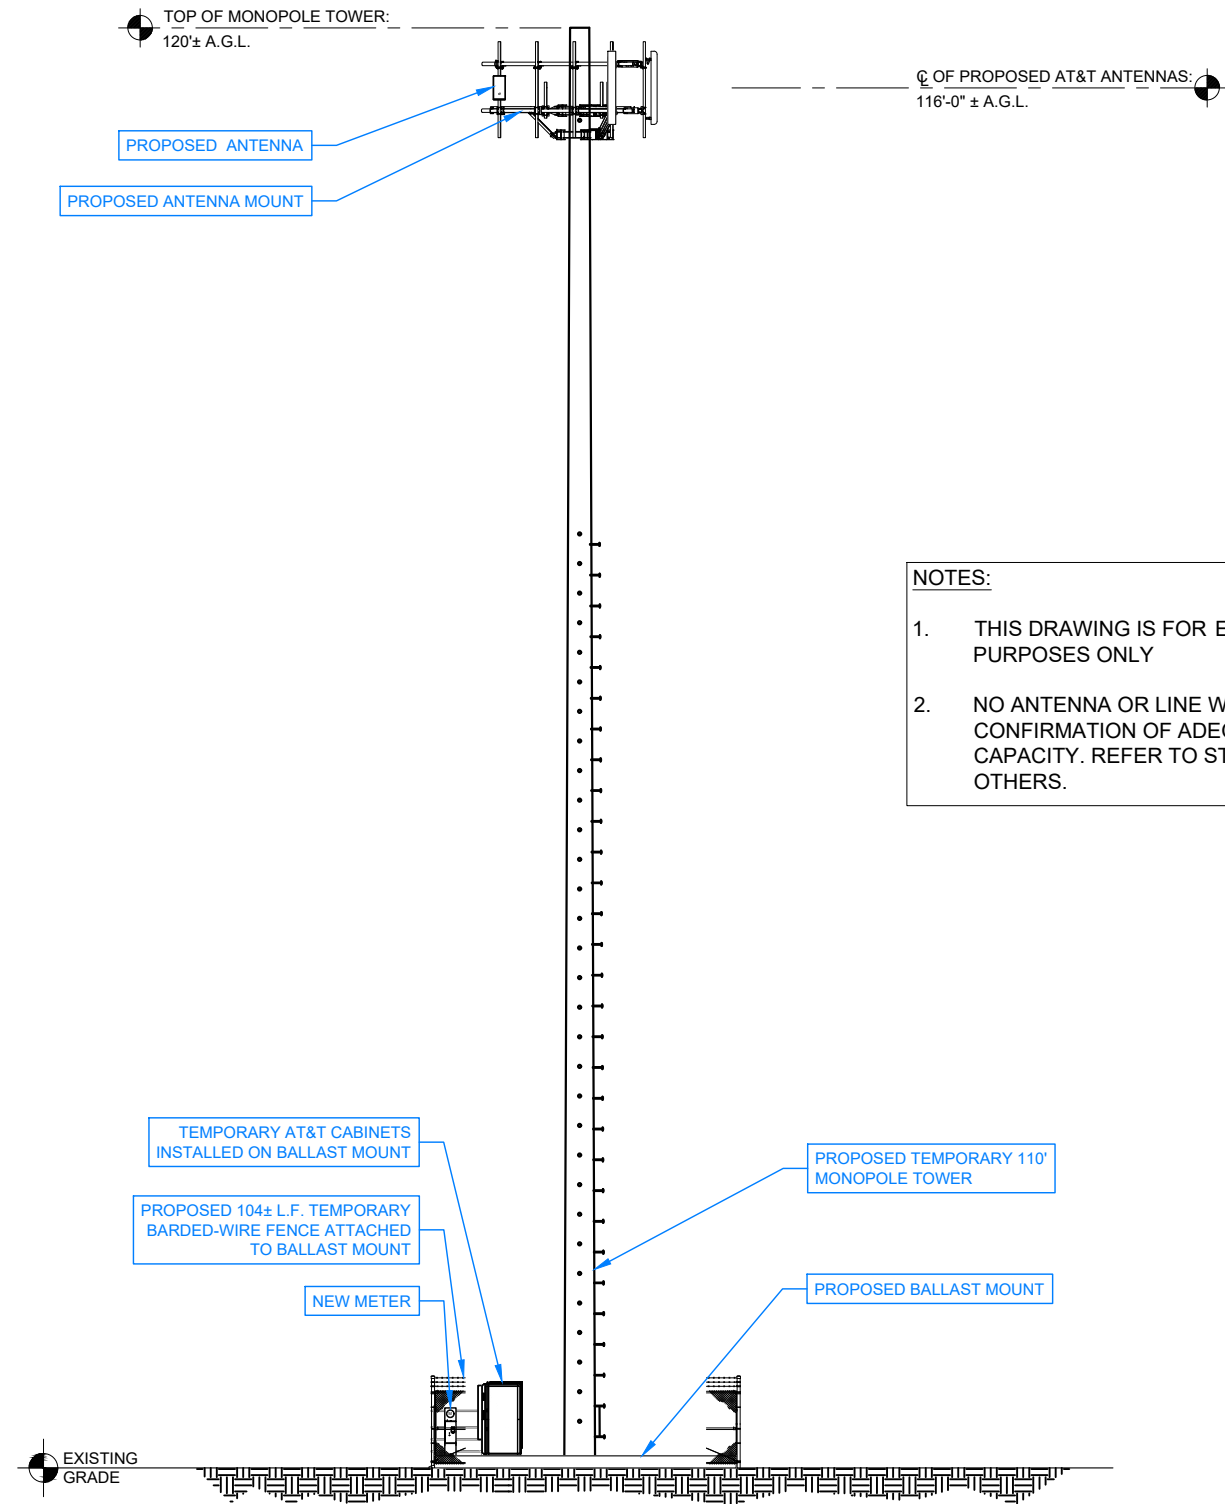 TOP OF MONOPOLE TOWER:
120'± A.G.L.
℄ OF PROPOSED AT&T ANTENNAS:
116'-0" ± A.G.L.
PROPOSED ANTENNA
PROPOSED ANTENNA MOUNT
NOTES:
1. THIS DRAWING IS FOR E
PURPOSES ONLY
2. NO ANTENNA OR LINE W
CONFIRMATION OF ADEQ
CAPACITY. REFER TO ST
OTHERS.
TEMPORARY AT&T CABINETS
INSTALLED ON BALLAST MOUNT
PROPOSED TEMPORARY 110'
MONOPOLE TOWER
PROPOSED 104± L.F. TEMPORARY
BARDED-WIRE FENCE ATTACHED
TO BALLAST MOUNT
PROPOSED BALLAST MOUNT
NEW METER
EXISTING
GRADE